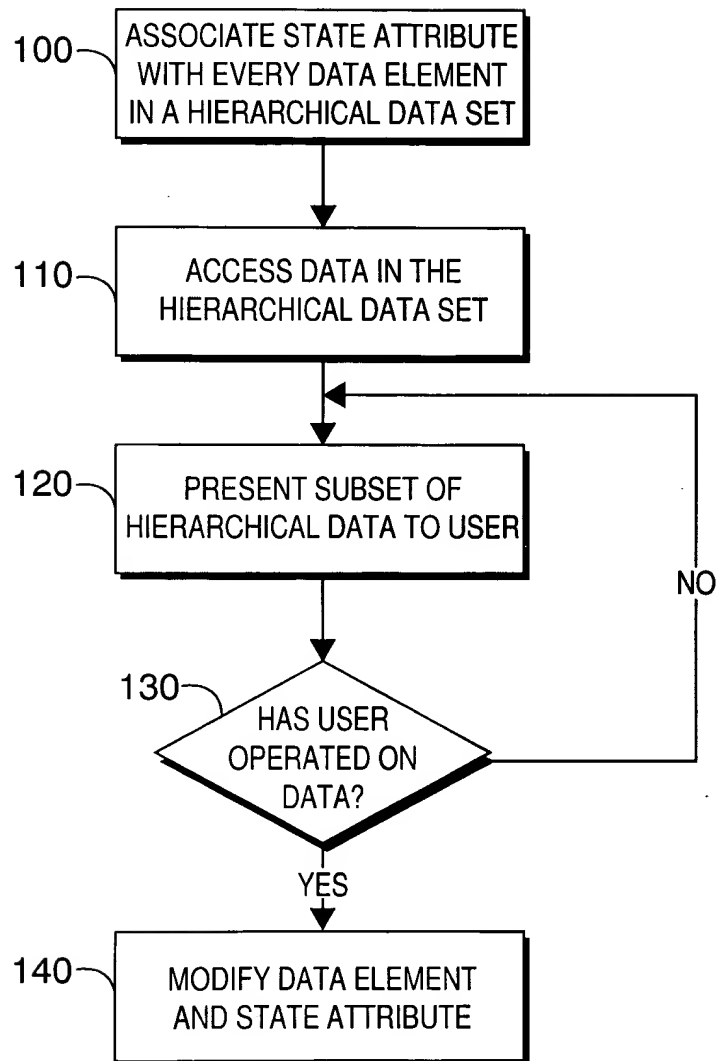 100
ASSOCIATE STATE ATTRIBUTE
WITH EVERY DATA ELEMENT
IN A HIERARCHICAL DATA SET
110
ACCESS DATA IN THE
HIERARCHICAL DATA SET
120
PRESENT SUBSET OF
HIERARCHICAL DATA TO USER
NO
130
HAS USER
OPERATED ON
DATA?
YES
140
MODIFY DATA ELEMENT
AND STATE ATTRIBUTE